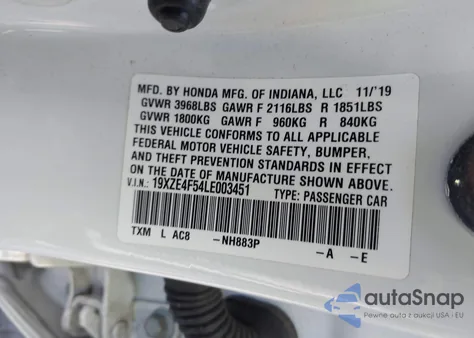 MFD. BY HONDA MFG. OF INDIANA, LLC 11/'19
GVWR 3968LBS GAWR F 2116LBS R 1851LBS
GVWR 1800KG GAWR F 960KG R 840KG
THIS VEHICLE CONFORMS TO ALL APPLICABLE
FEDERAL MOTOR VEHICLE SAFETY, BUMPER,
AND THEFT PREVENTION STANDARDS IN EFFECT
ON THE DATE OF MANUFACTURE SHOWN ABOVE.
V.I.N.: 19XZE4F54LE003451 TYPE: PASSENGER CAR
TXM L AC8 -NH883P -A -E
autoSnap
Pewne auta z aukcji USA i EU